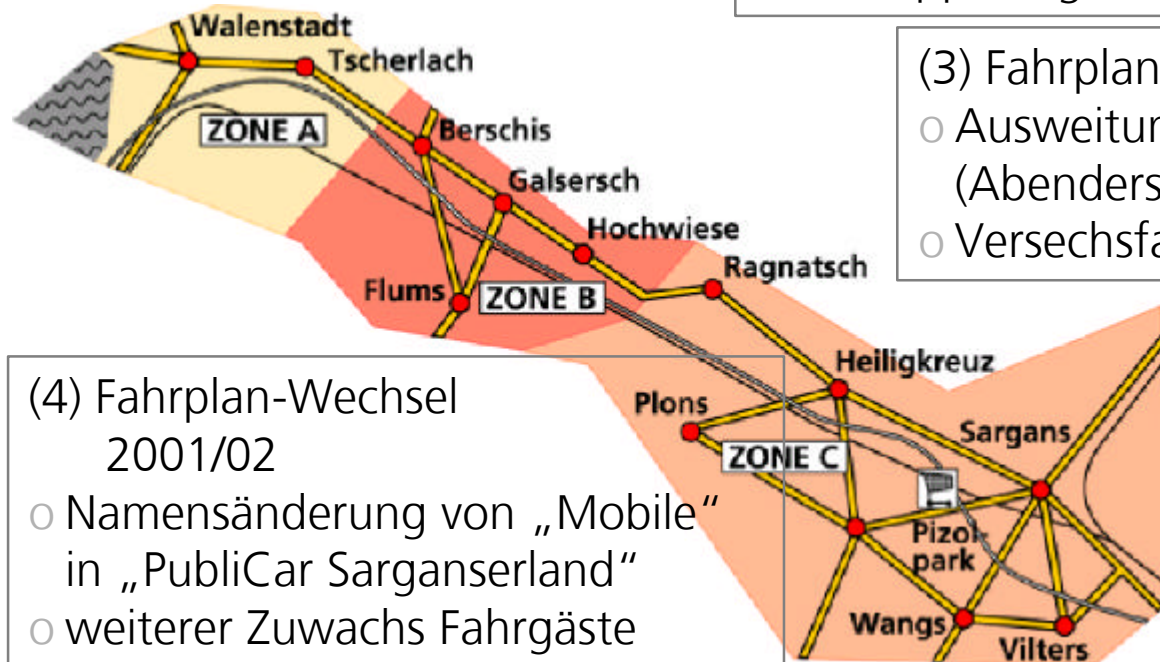 Walenstadt
Tscherlach
ZONE A
Berschis
Galsersch
Hochwiese
Flums
ZONE B
Ragnatsch
(3) Fahrplan
o Ausweitun
(Abenders
o Versechsfa
Heiligkreuz
Plons
Sargans
ZONE C
Pizol-
park
Wangs
Vilters
(4) Fahrplan-Wechsel
2001/02
o Namensänderung von „Mobile“
in „PubliCar Sarganserland“
o weiterer Zuwachs Fahrgäste